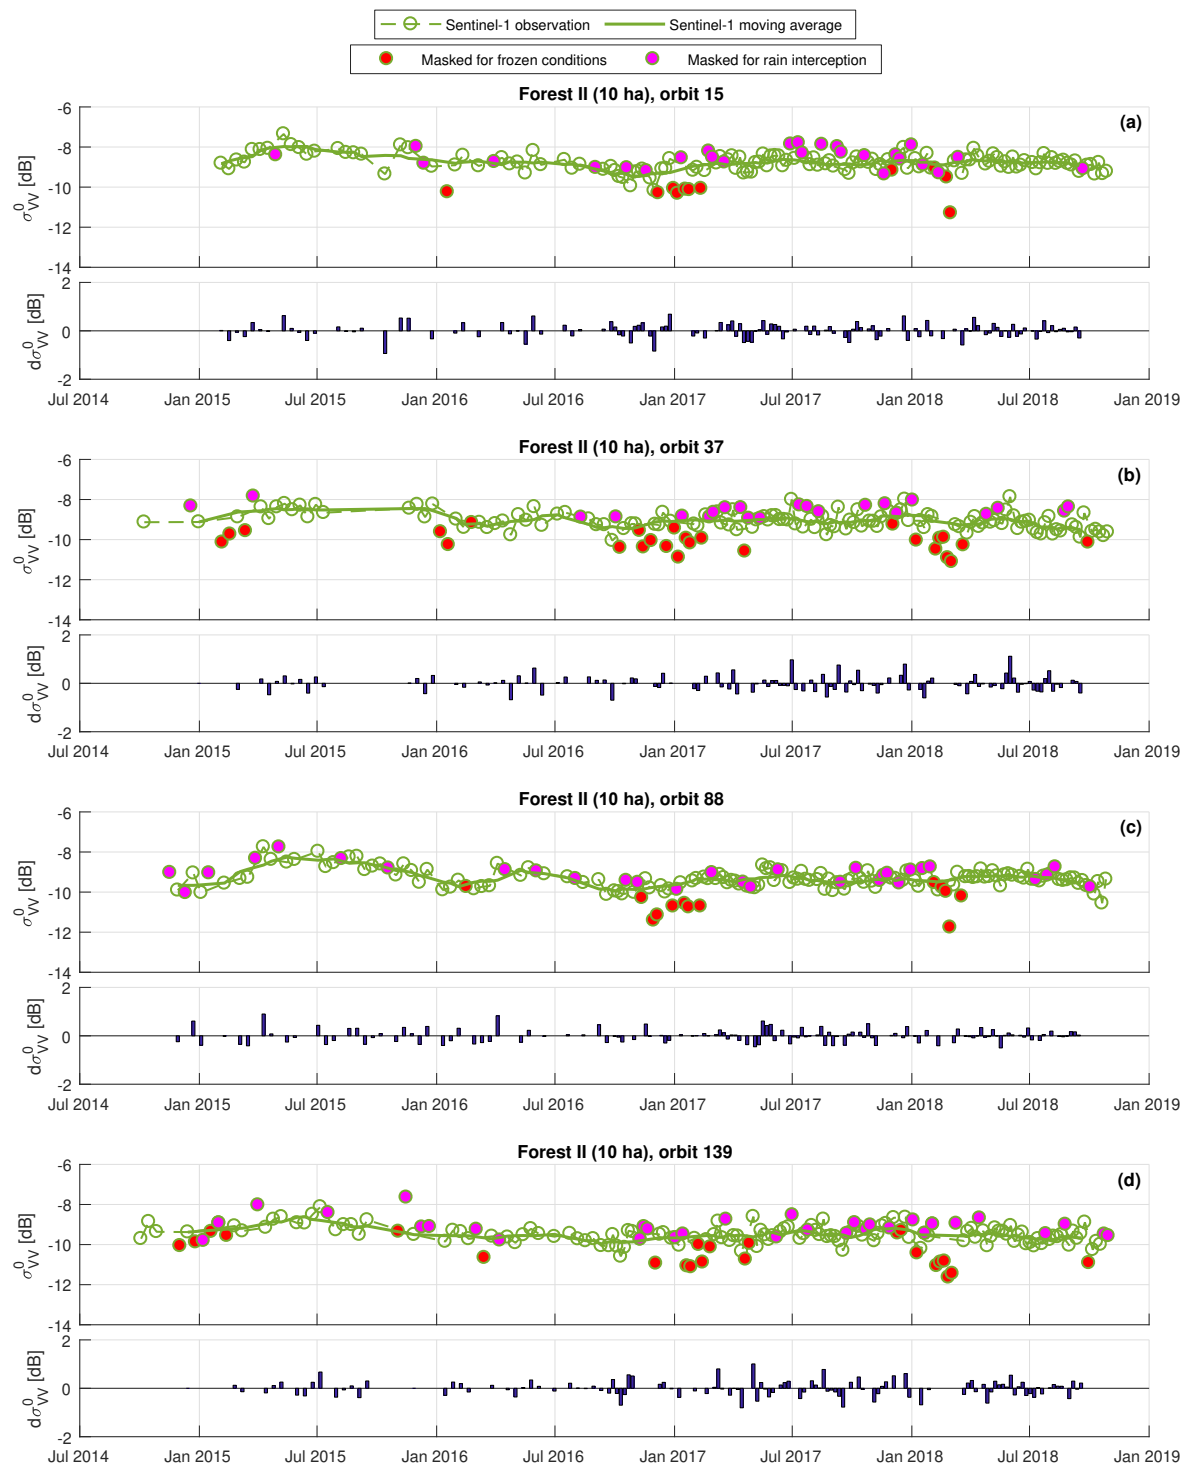 Sentinel-1 observation Sentinel-1 moving average
Masked for frozen conditions Masked for rain interception
Forest II (10 ha), orbit 15
(a)
-6
-8
-10
-12
-14
σ⁰VV [dB]
2
0
-2
dσ⁰VV [dB]
Jul 2014 Jan 2015 Jul 2015 Jan 2016 Jul 2016 Jan 2017 Jul 2017 Jan 2018 Jul 2018 Jan 2019
Forest II (10 ha), orbit 37
(b)
-6
-8
-10
-12
-14
σ⁰VV [dB]
2
0
-2
dσ⁰VV [dB]
Jul 2014 Jan 2015 Jul 2015 Jan 2016 Jul 2016 Jan 2017 Jul 2017 Jan 2018 Jul 2018 Jan 2019
Forest II (10 ha), orbit 88
(c)
-6
-8
-10
-12
-14
σ⁰VV [dB]
2
0
-2
dσ⁰VV [dB]
Jul 2014 Jan 2015 Jul 2015 Jan 2016 Jul 2016 Jan 2017 Jul 2017 Jan 2018 Jul 2018 Jan 2019
Forest II (10 ha), orbit 139
(d)
-6
-8
-10
-12
-14
σ⁰VV [dB]
2
0
-2
dσ⁰VV [dB]
Jul 2014 Jan 2015 Jul 2015 Jan 2016 Jul 2016 Jan 2017 Jul 2017 Jan 2018 Jul 2018 Jan 2019